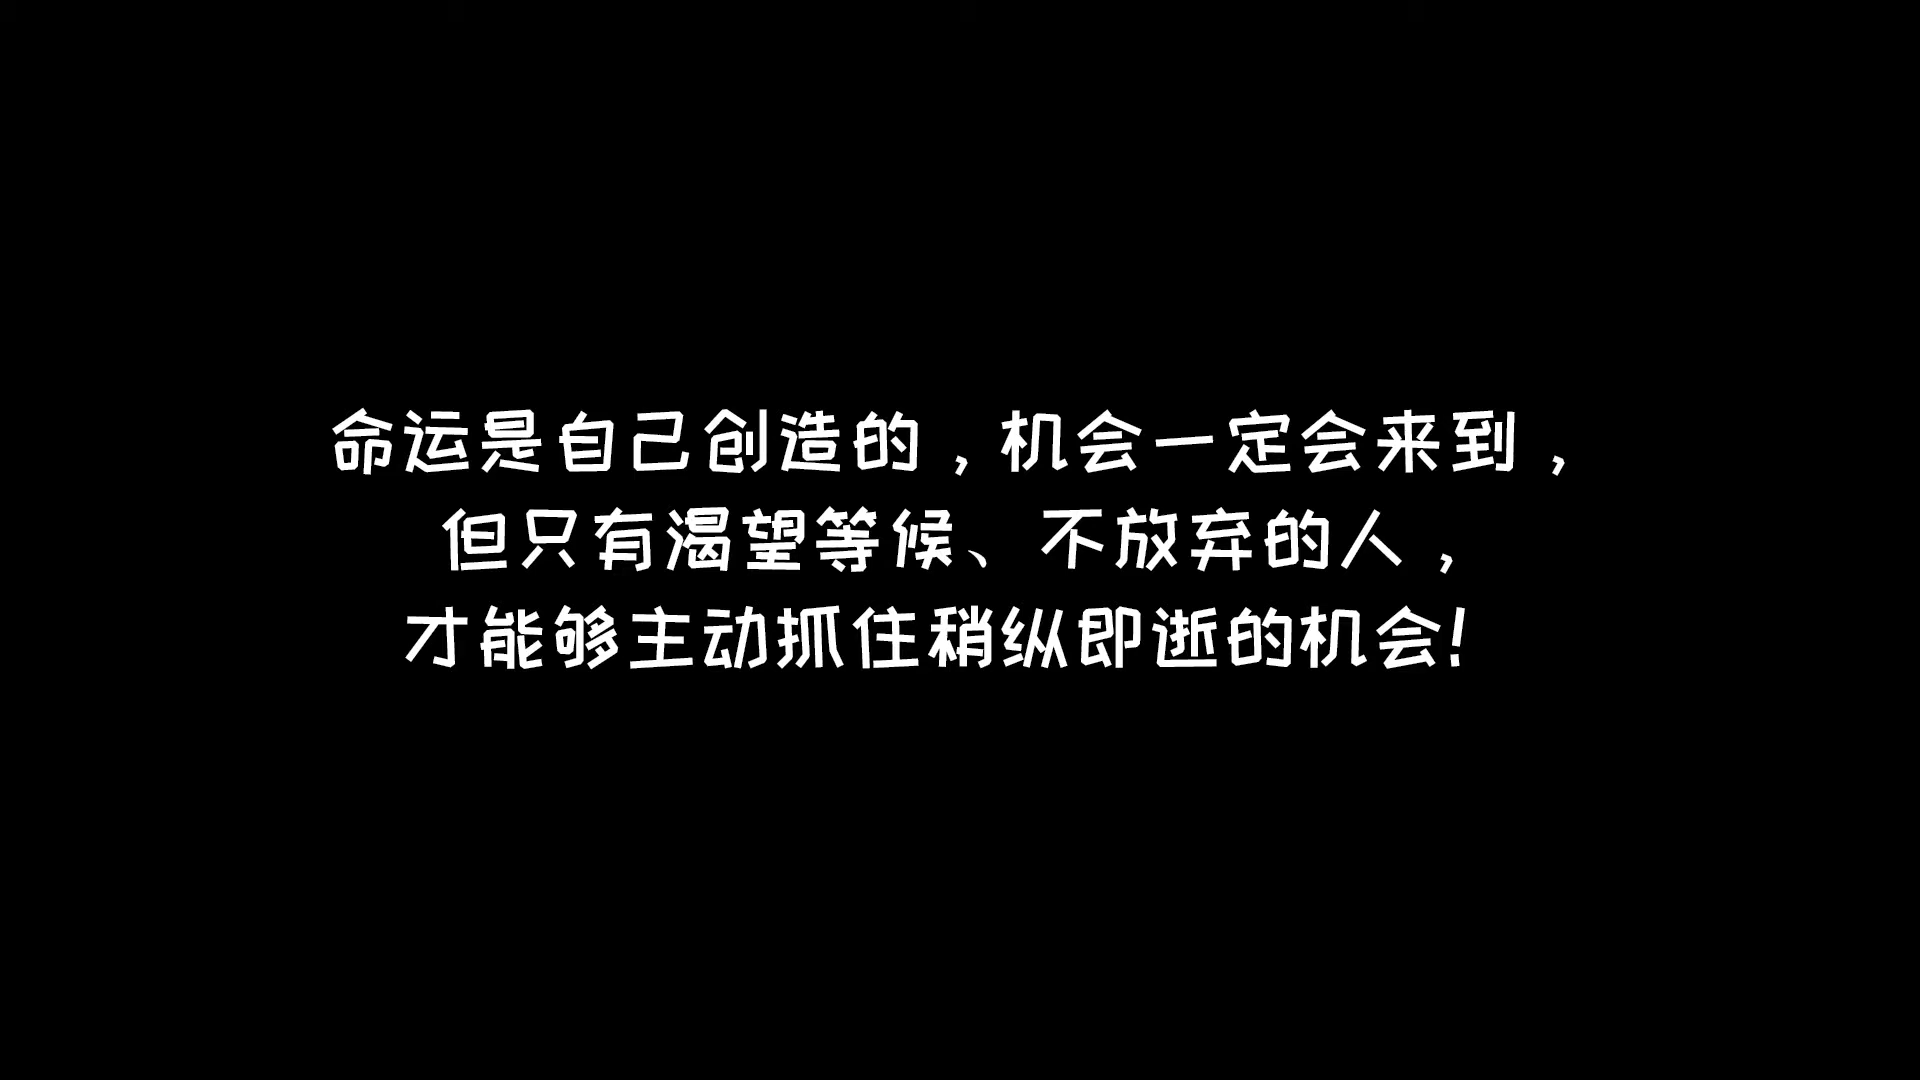 命运是自己创造的，机会一定会来到，
但只有渴望等候、不放弃的人，
才能够主动抓住稍纵即逝的机会！